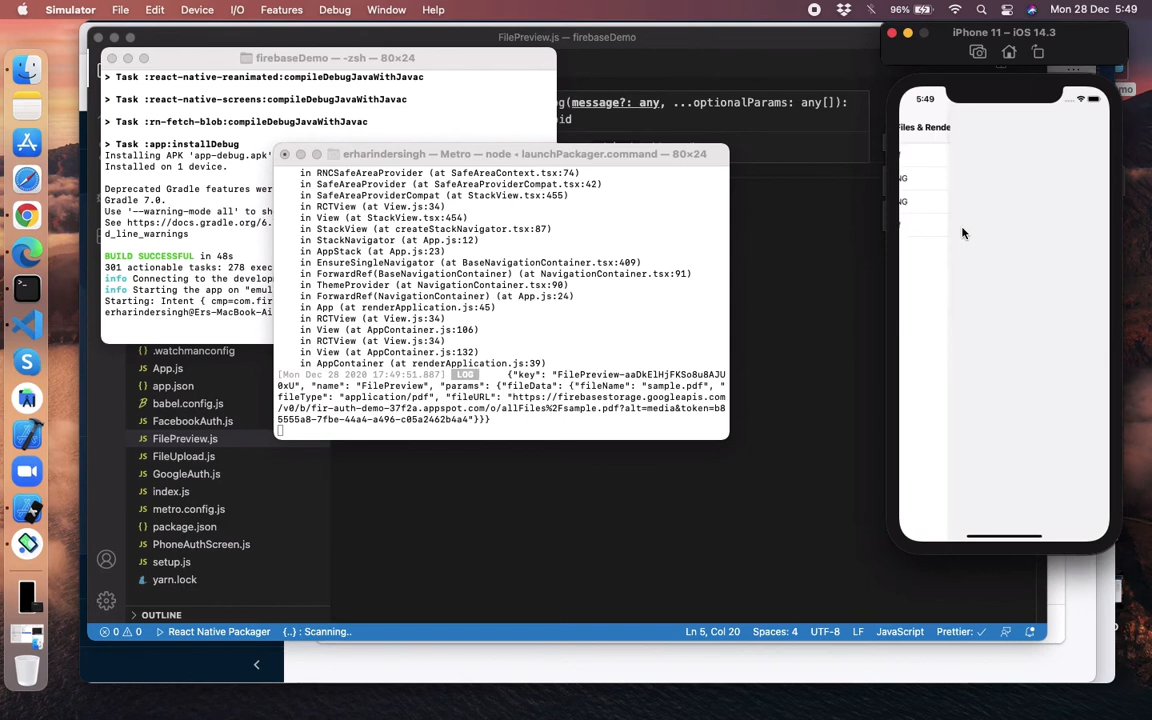 Simulator File Edit Device I/O Features Debug Window Help
96% Mon 28 Dec 5:49
FilePreview.js — firebaseDemo
iPhone 11 – iOS 14.3
firebaseDemo — -zsh — 80×24
> Task :react-native-reanimated:compileDebugJavaWithJavac
> Task :react-native-screens:compileDebugJavaWithJavac
> Task :rn-fetch-blob:compileDebugJavaWithJavac
> Task :app:installDebug
Installing APK 'app-debug.apk'
Installed on 1 device.
Deprecated Gradle features wer
Gradle 7.0.
Use '--warning-mode all' to sh
See https://docs.gradle.org/6.
d_line_warnings
BUILD SUCCESSFUL in 48s
301 actionable tasks: 278 exec
info Connecting to the develop
info Starting the app on "emul
Starting: Intent { cmp=com.fir
erharindersingh@Ers-MacBook-Ai
g(message?: any, ...optionalParams: any[]):
id
erharindersingh — Metro — node ◂ launchPackager.command — 80×24
in RNCSafeAreaProvider (at SafeAreaContext.tsx:74)
in SafeAreaProvider (at SafeAreaProviderCompat.tsx:42)
in SafeAreaProviderCompat (at StackView.tsx:455)
in RCTView (at View.js:34)
in View (at StackView.tsx:454)
in StackView (at createStackNavigator.tsx:87)
in StackNavigator (at App.js:12)
in AppStack (at App.js:23)
in EnsureSingleNavigator (at BaseNavigationContainer.tsx:409)
in ForwardRef(BaseNavigationContainer) (at NavigationContainer.tsx:91)
in ThemeProvider (at NavigationContainer.tsx:90)
in ForwardRef(NavigationContainer) (at App.js:24)
in App (at renderApplication.js:45)
in RCTView (at View.js:34)
in View (at AppContainer.js:106)
in RCTView (at View.js:34)
in View (at AppContainer.js:132)
in AppContainer (at renderApplication.js:39)
[Mon Dec 28 2020 17:49:51.887] LOG {"key": "FilePreview-aaDkElHjFKSo8u8AJU
0xU", "name": "FilePreview", "params": {"fileData": {"fileName": "sample.pdf", "
fileType": "application/pdf", "fileURL": "https://firebasestorage.googleapis.com
/v0/b/fir-auth-demo-37f2a.appspot.com/o/allFiles%2Fsample.pdf?alt=media&token=b8
5555a8-7fbe-44a4-a496-c05a2462b4a4"}}}
5:49
Files & Rende
NG
NG
.watchmanconfig
JS App.js
{} app.json
babel.config.js
JS FacebookAuth.js
JS FilePreview.js
JS FileUpload.js
JS GoogleAuth.js
JS index.js
JS metro.config.js
{} package.json
JS PhoneAuthScreen.js
JS setup.js
yarn.lock
OUTLINE
0 0 React Native Packager {..} : Scanning..
Ln 5, Col 20 Spaces: 4 UTF-8 LF JavaScript Prettier: ✓